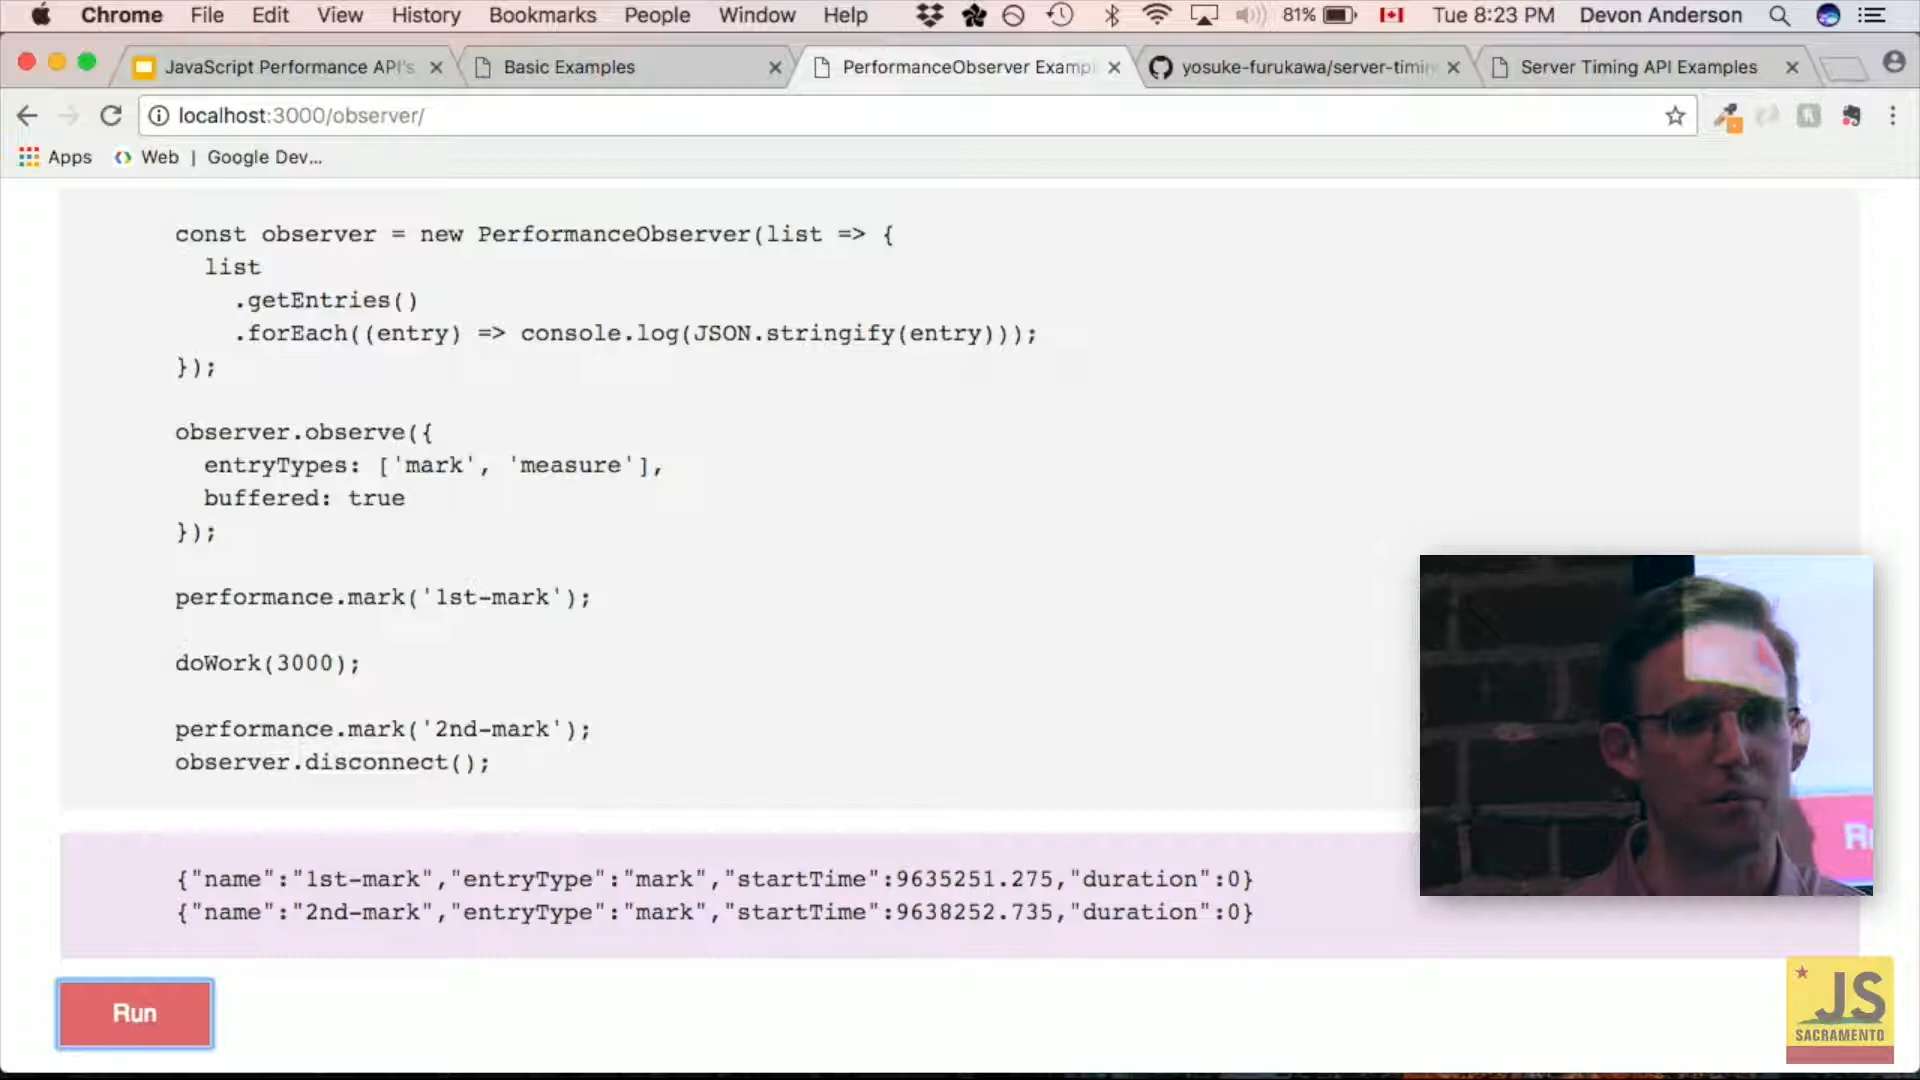 Chrome File Edit View History Bookmarks People Window Help 81% Tue 8:23 PM Devon Anderson
JavaScript Performance API's Basic Examples PerformanceObserver Exampl yosuke-furukawa/server-timin Server Timing API Examples
localhost:3000/observer/
Apps Web | Google Dev...
const observer = new PerformanceObserver(list => {
  list
    .getEntries()
    .forEach((entry) => console.log(JSON.stringify(entry)));
});
observer.observe({
  entryTypes: ['mark', 'measure'],
  buffered: true
});
performance.mark('1st-mark');
doWork(3000);
performance.mark('2nd-mark');
observer.disconnect();
{"name":"1st-mark","entryType":"mark","startTime":9635251.275,"duration":0}
{"name":"2nd-mark","entryType":"mark","startTime":9638252.735,"duration":0}
Run
JS
SACRAMENTO